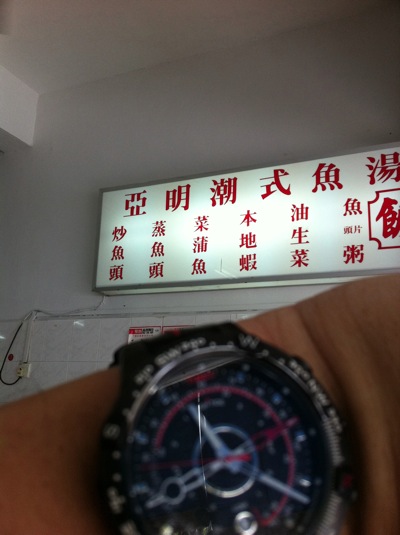 亞明潮式魚湯
炒魚頭
蒸魚頭
菜蒲魚
本地蝦
油生菜
魚頭片粥